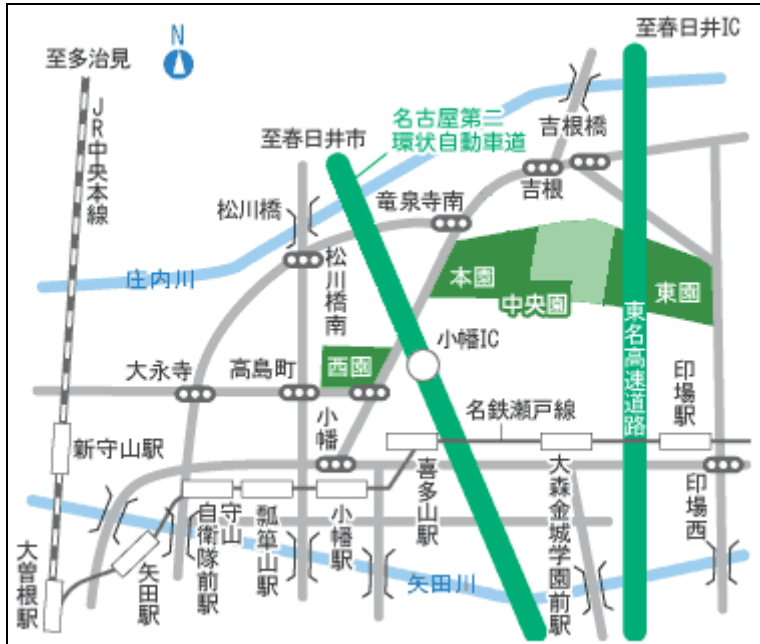 至春日井IC
N
至多治見
JR中央本線
名古屋第二
環状自動車道
吉根橋
至春日井市
吉根
松川橋
竜泉寺南
松川橋南
庄内川
本園
中央園
東園
小幡IC
東名高速道路
西園
大永寺
高島町
印場駅
名鉄瀬戸線
小幡
新守山駅
喜多山駅
大森金城学園前駅
印場西
守山
自衛隊前駅
瓢箪山駅
小幡駅
矢田川
大曽根駅
矢田駅